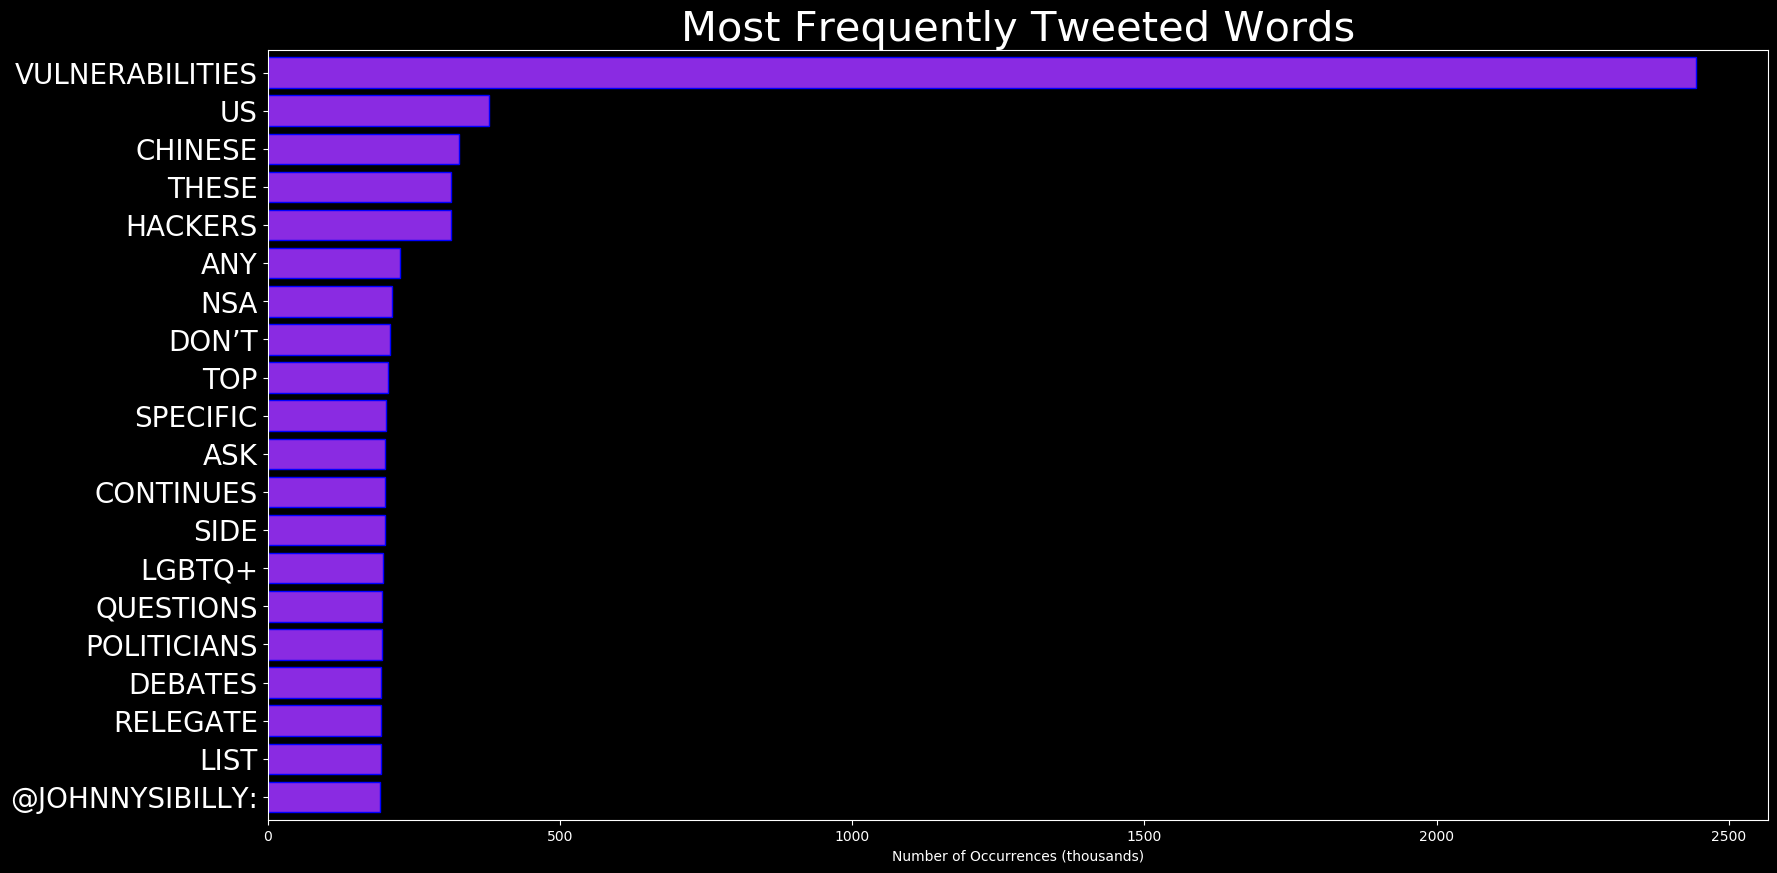 Most Frequently Tweeted Words
VULNERABILITIES
US
CHINESE
THESE
HACKERS
ANY
NSA
DON’T
TOP
SPECIFIC
ASK
CONTINUES
SIDE
LGBTQ+
QUESTIONS
POLITICIANS
DEBATES
RELEGATE
LIST
@JOHNNYSIBILLY:
0 500 1000 1500 2000 2500
Number of Occurrences (thousands)